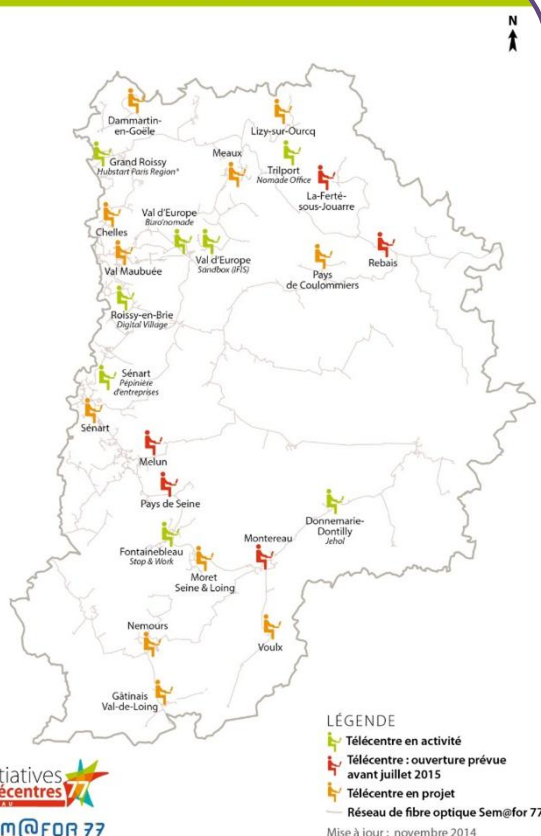 N
Dammartin-
en-Goële
Lizy-sur-Ourcq
Grand Roissy
Hubstart Paris Region*
Meaux
Trilport
Nomade Office
La-Ferté-
sous-Jouarre
Chelles
Val d'Europe
Buro'nomade
Val d'Europe
Sandbox (IFIS)
Rebais
Val Maubuée
Pays
de Coulommiers
Roissy-en-Brie
Digital Village
Sénart
Pépinière
d'entreprises
Sénart
Melun
Pays de Seine
Donnemarie-
Dontilly
Jehol
Fontainebleau
Stop & Work
Montereau
Moret
Seine & Loing
Nemours
Voulx
Gâtinais
Val-de-Loing
LÉGENDE
Télécentre en activité
Télécentre : ouverture prévue
avant juillet 2015
Télécentre en projet
Réseau de fibre optique Sem@for 77
Mise à jour : novembre 2014
tiatives
écentres 77
m@FOR 77